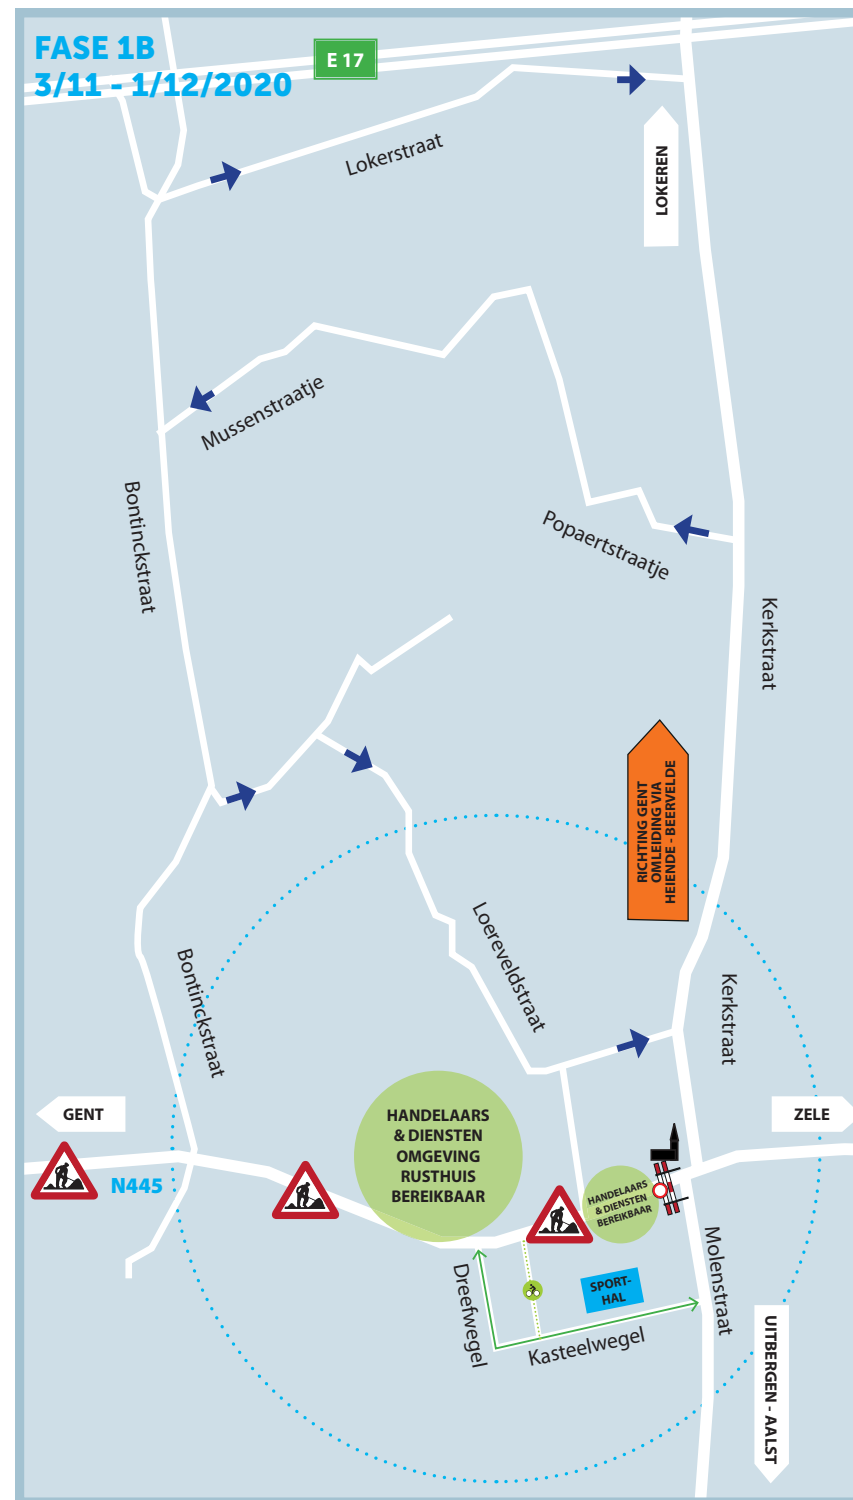 FASE 1B
3/11 - 1/12/2020
E 17
Lokerstraat
LOKEREN
Mussenstraatje
Bontinckstraat
Popaertstraatje
Kerkstraat
RICHTING GENT
OMLEIDING VIA
HEIENDE - BEERVELDE
Loereveldstraat
Bontinckstraat
Kerkstraat
GENT
ZELE
HANDELAARS
& DIENSTEN
OMGEVING
RUSTHUIS
BEREIKBAAR
N445
HANDELAARS
& DIENSTEN
BEREIKBAAR
Dreefwegel
SPORT-
HAL
Molenstraat
Kasteelwegel
UITBERGEN - AALST